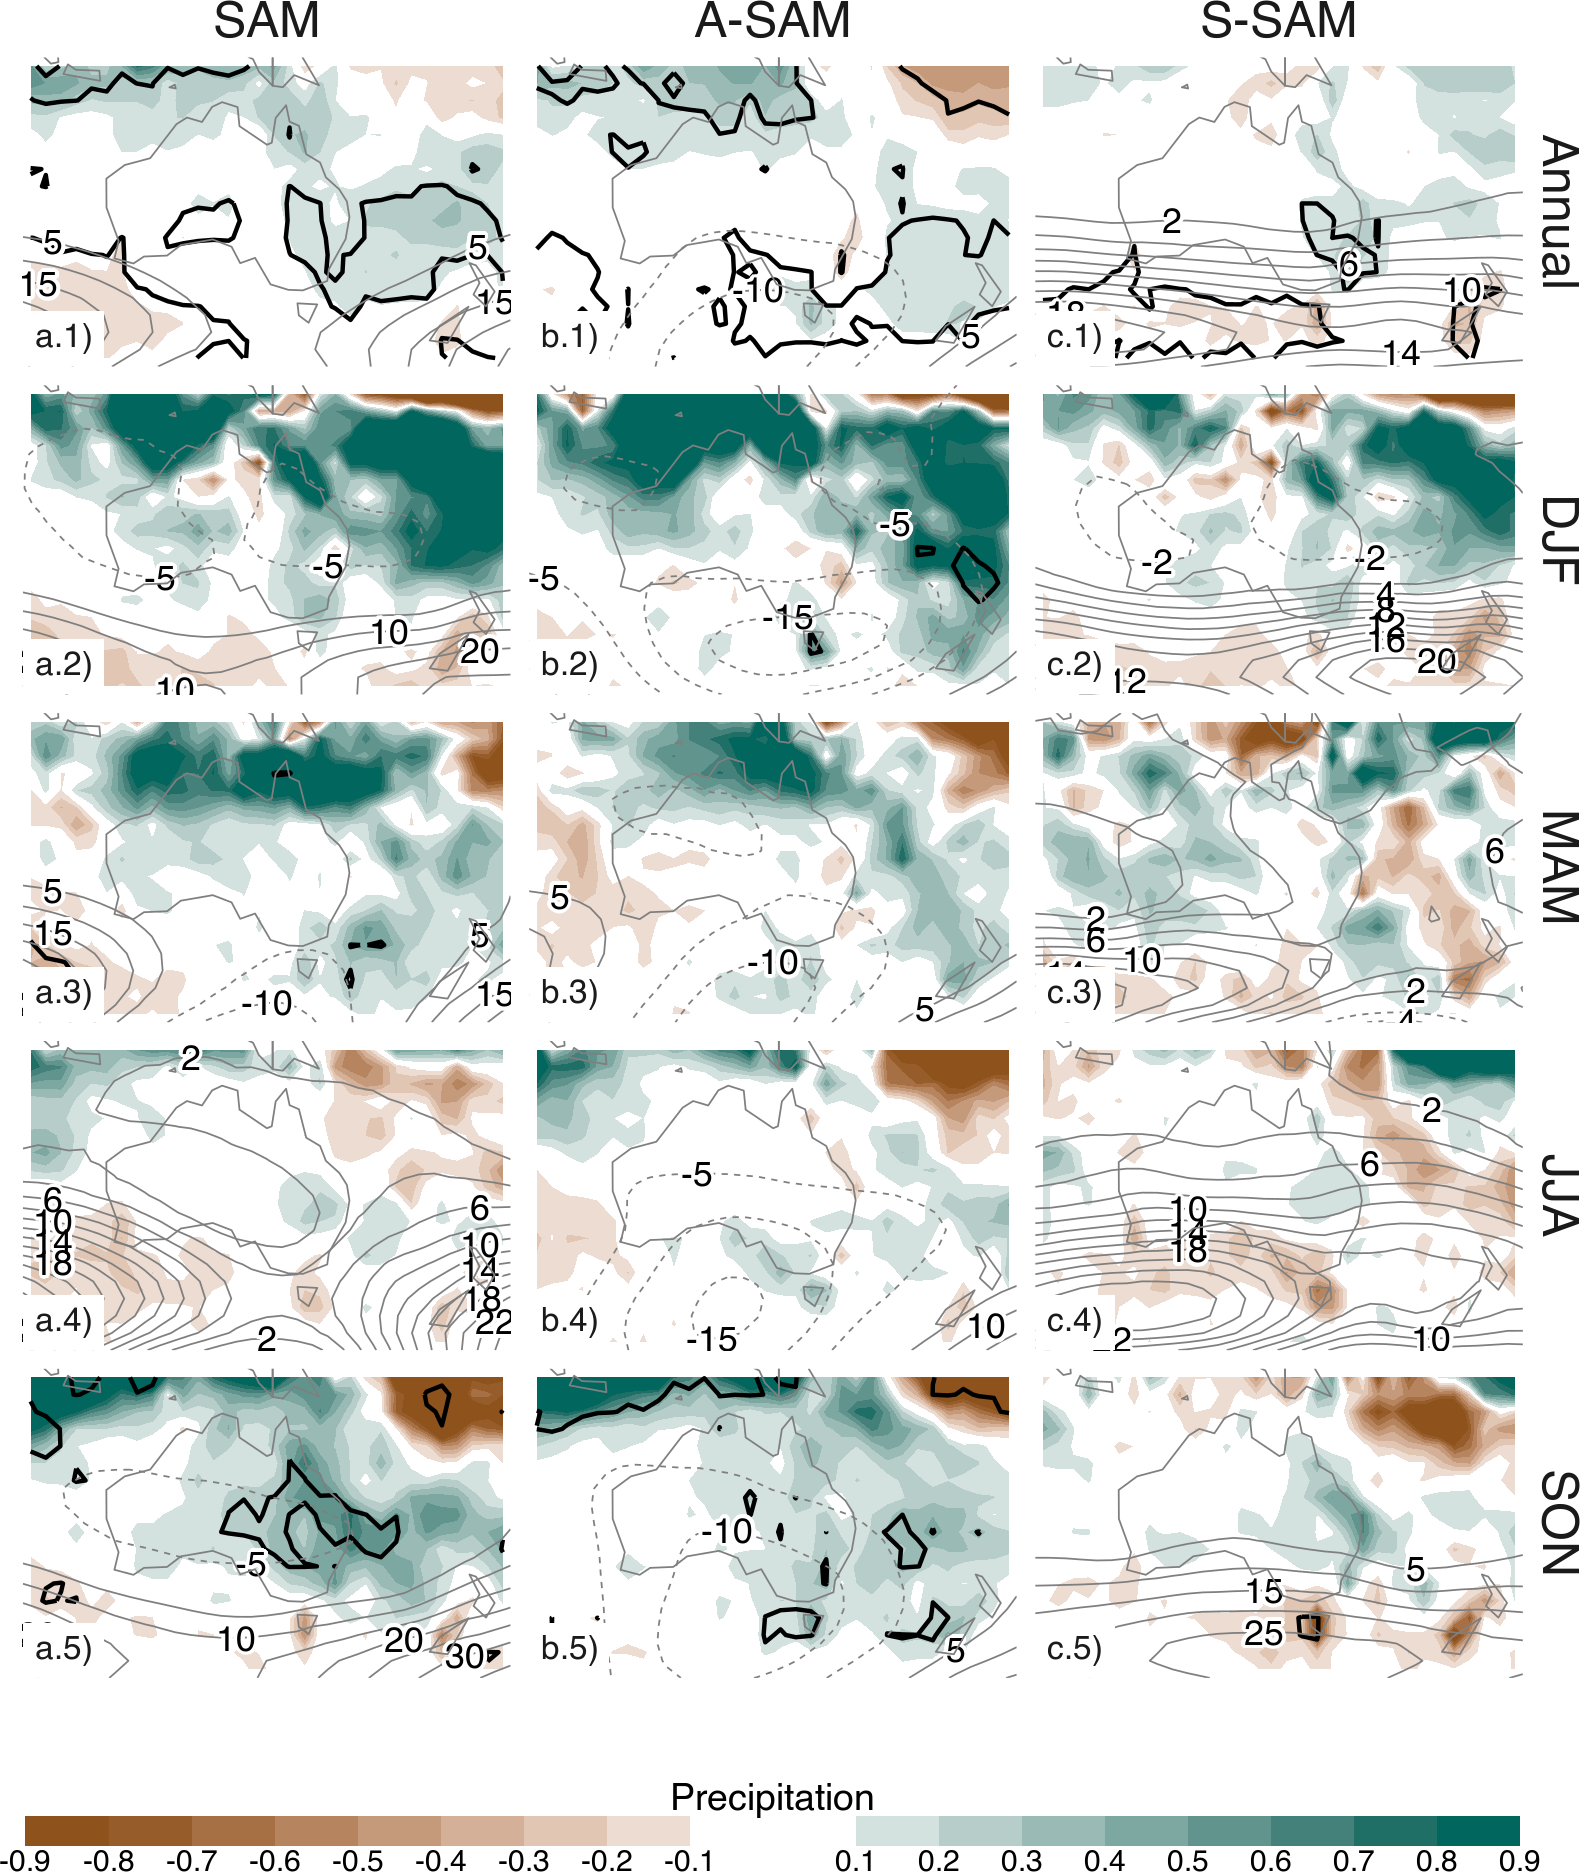 SAM A-SAM S-SAM
Annual
5 5 15 15 a.1)
-10 5 b.1)
2 6 10 18 14 c.1)
DJF
-5 -5 10 20 10 a.2)
-5 -5 -15 b.2)
-2 -2 4 8 12 16 20 12 c.2)
MAM
5 15 5 -10 15 a.3)
5 -10 5 b.3)
6 2 6 10 14 2 -4 c.3)
JJA
2 6 10 14 18 6 10 14 18 22 2 a.4)
-5 -15 10 b.4)
2 6 10 14 18 10 c.4)
SON
-5 10 20 30 a.5)
-10 5 b.5)
5 15 25 c.5)
Precipitation
-0.9 -0.8 -0.7 -0.6 -0.5 -0.4 -0.3 -0.2 -0.1 0.1 0.2 0.3 0.4 0.5 0.6 0.7 0.8 0.9